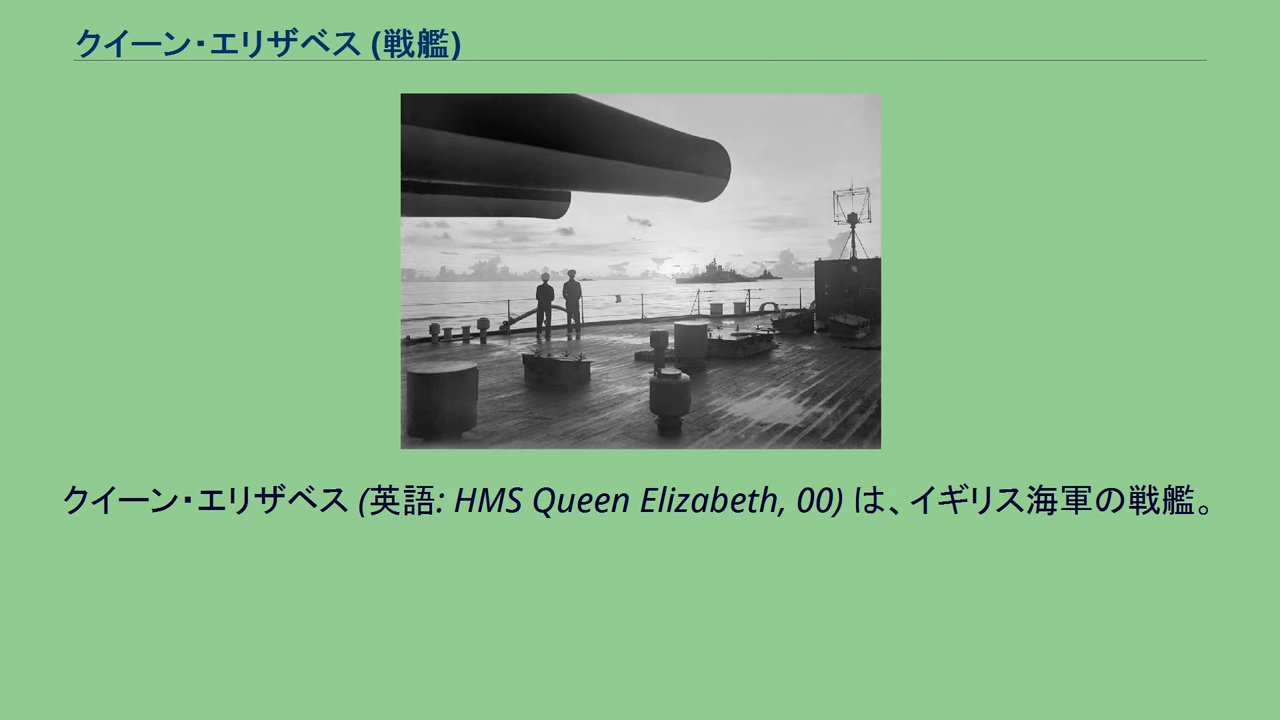 クイーン・エリザベス (戦艦)
クイーン・エリザベス (英語: HMS Queen Elizabeth, 00) は、イギリス海軍の戦艦。